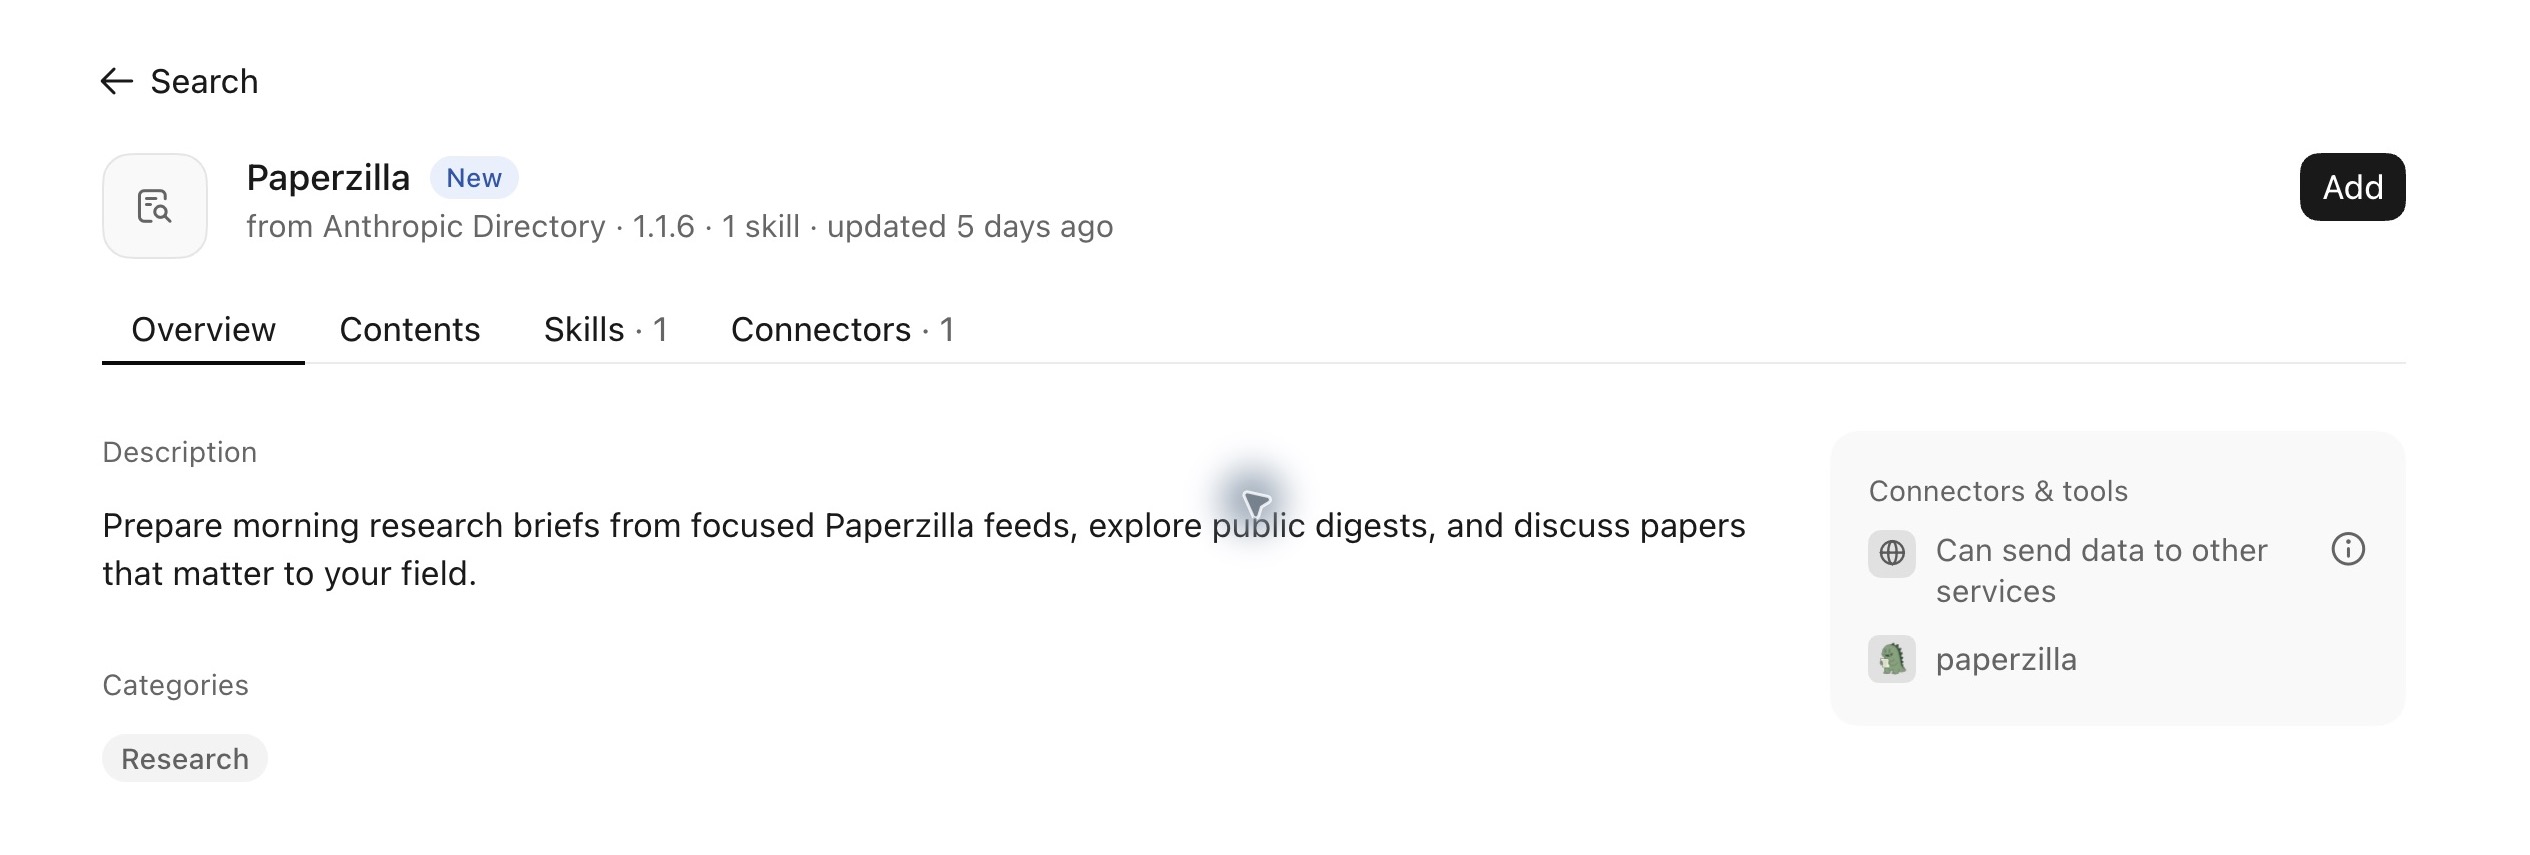 Search
Paperzilla New
from Anthropic Directory · 1.1.6 · 1 skill · updated 5 days ago
Add
Overview Contents Skills · 1 Connectors · 1
Description
Prepare morning research briefs from focused Paperzilla feeds, explore public digests, and discuss papers
that matter to your field.
Categories
Research
Connectors & tools
Can send data to other
services
paperzilla